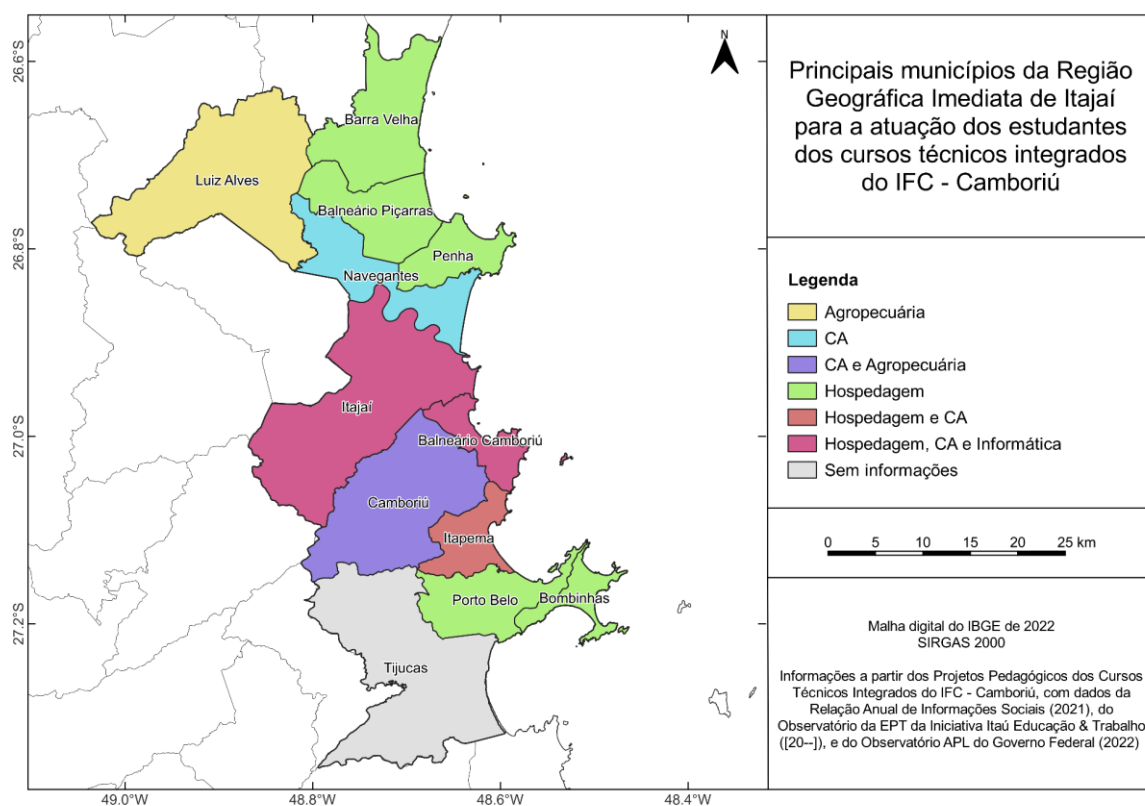 Principais municípios da Região
Geográfica Imediata de Itajaí
para a atuação dos estudantes
dos cursos técnicos integrados
do IFC - Camboriú
N
26.6°S
26.8°S
27.0°S
27.2°S
Barra Velha
Luiz Alves
Balneário Piçarras
Penha
Navegantes
Itajaí
Balneário Camboriú
Camboriú
Itapema
Porto Belo
Bombinhas
Tijucas
49.0°W
48.8°W
48.6°W
48.4°W
Legenda
Agropecuária
CA
CA e Agropecuária
Hospedagem
Hospedagem e CA
Hospedagem, CA e Informática
Sem informações
0 5 10 15 20 25 km
Malha digital do IBGE de 2022
SIRGAS 2000
Informações a partir dos Projetos Pedagógicos dos Cursos
Técnicos Integrados do IFC - Camboriú, com dados da
Relação Anual de Informações Sociais (2021), do
Observatório da EPT da Iniciativa Itaú Educação & Trabalho
([20--]), e do Observatório APL do Governo Federal (2022)